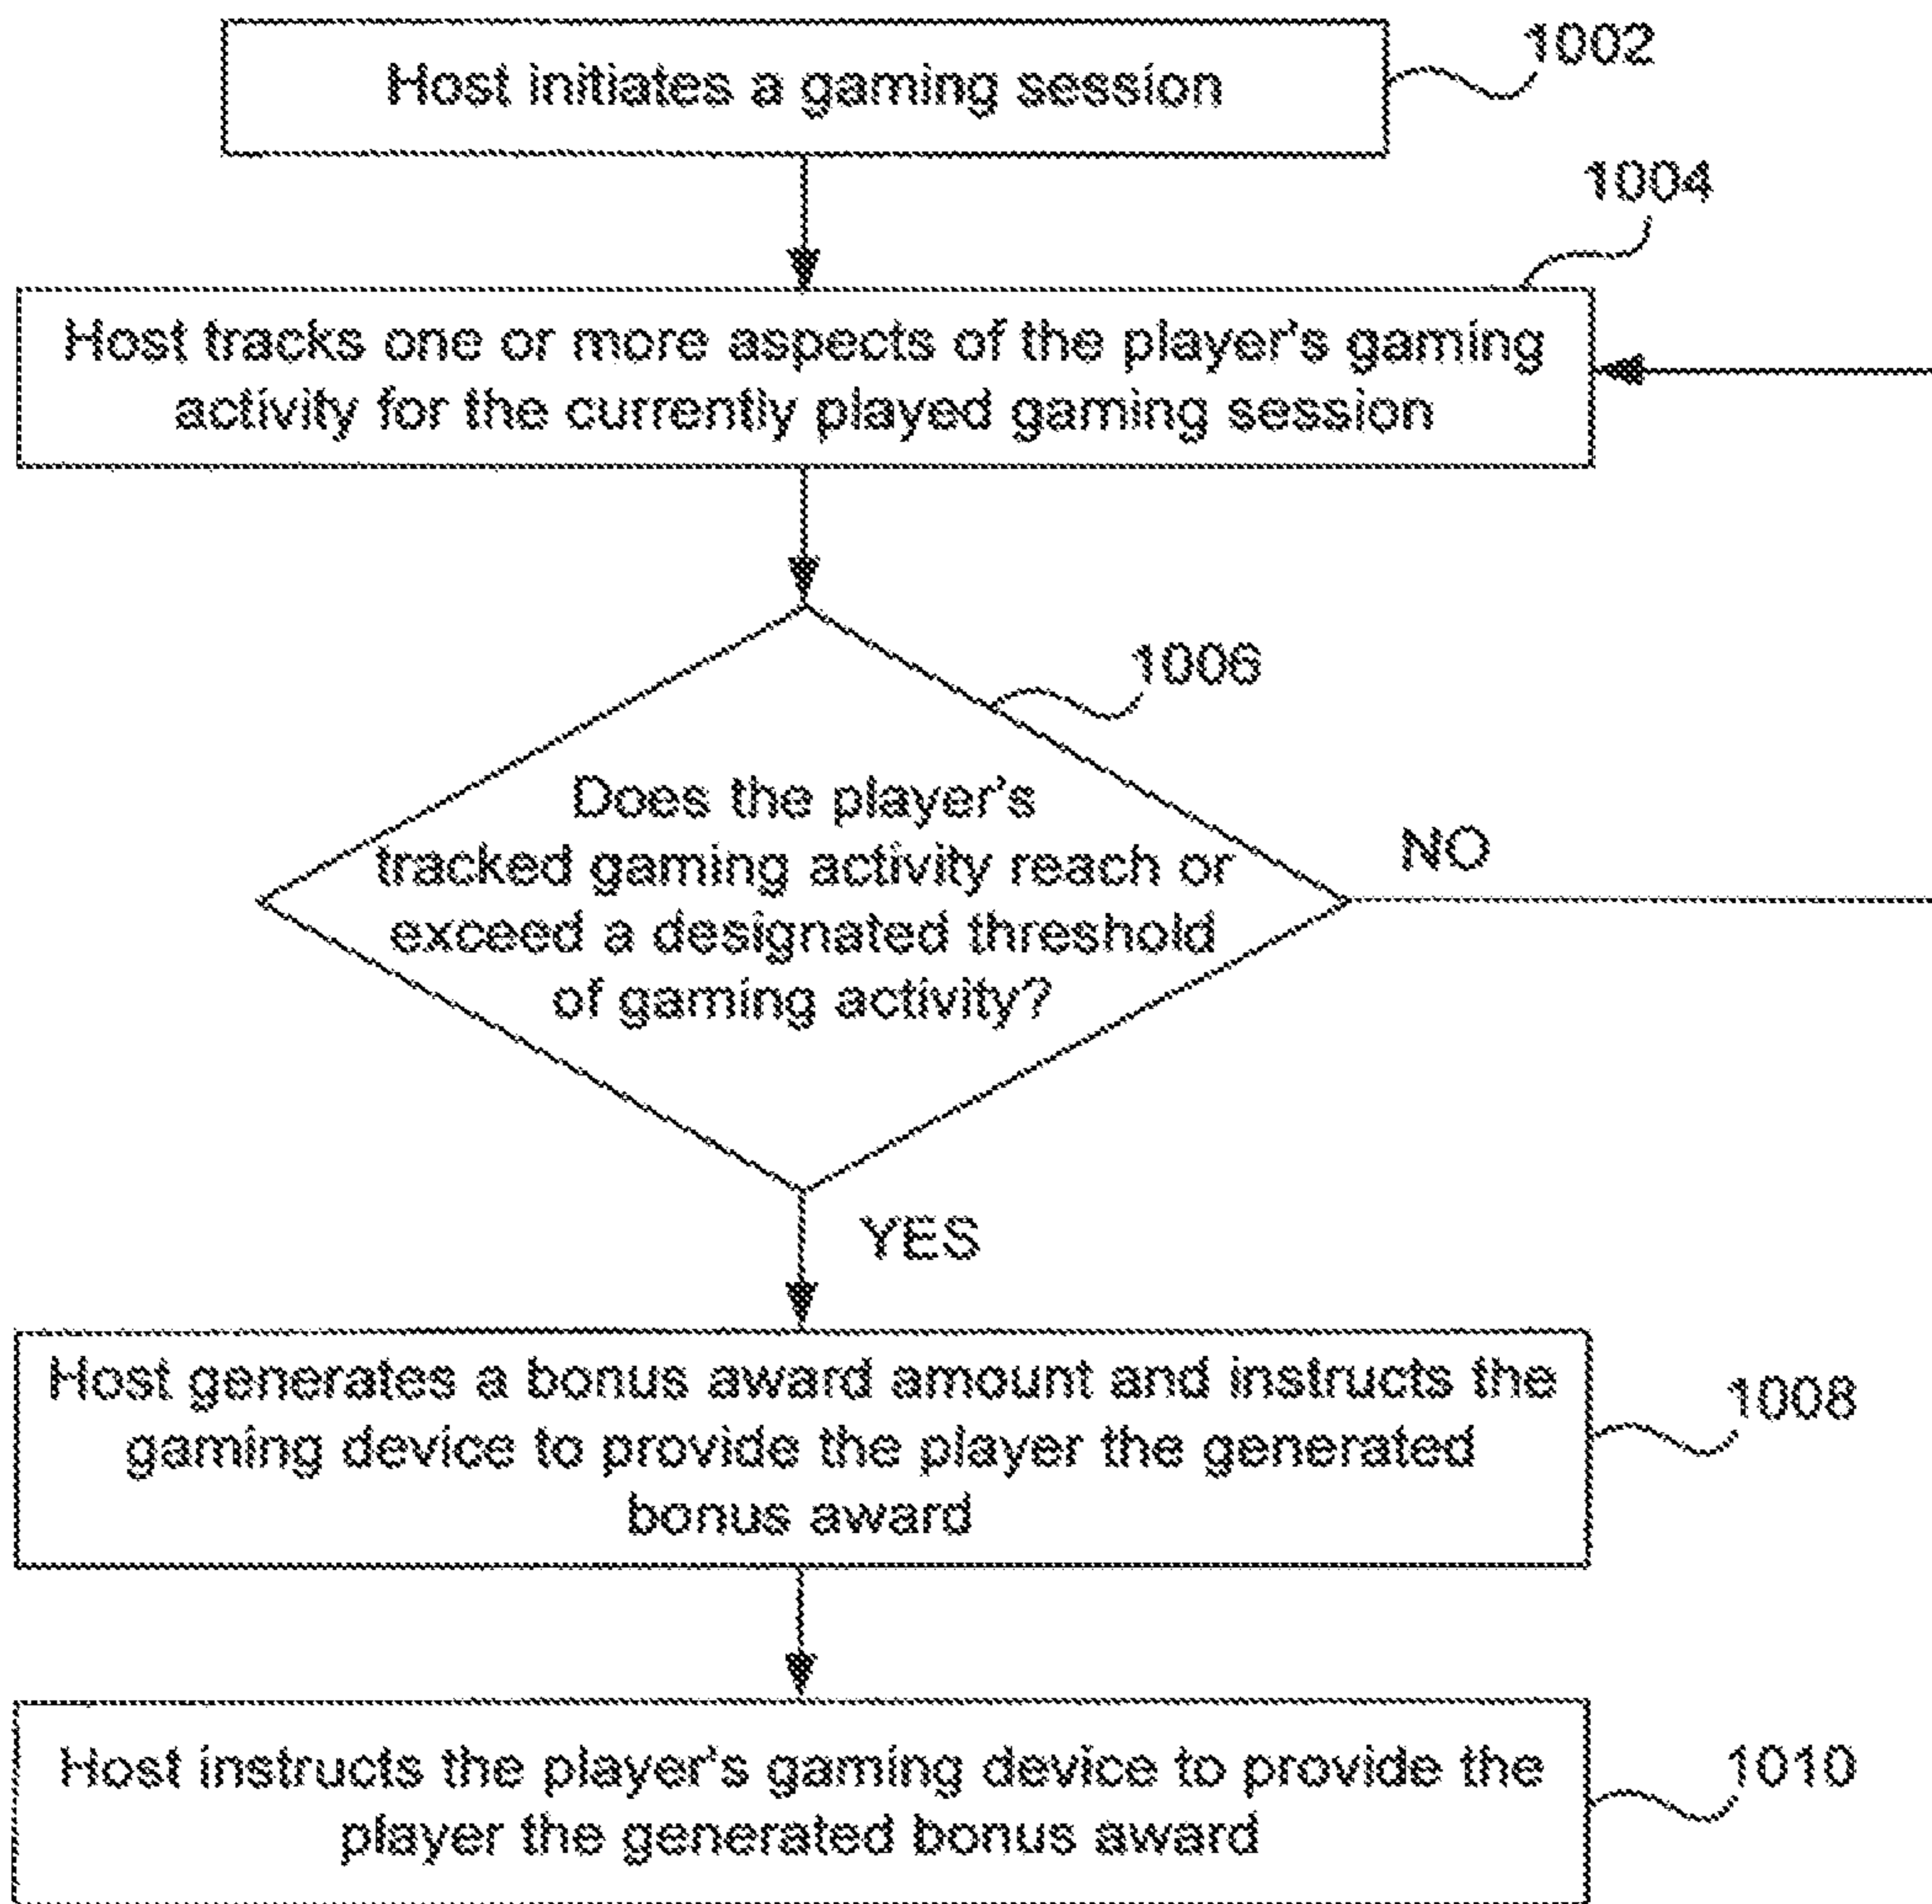 Host initiates a gaming session
1002
1004
Host tracks one or more aspects of the player's gaming
activity for the currently played gaming session
1006
Does the player's
tracked gaming activity reach or
exceed a designated threshold
of gaming activity?
NO
YES
Host generates a bonus award amount and instructs the
gaming device to provide the player the generated
bonus award
1008
Host instructs the player's gaming device to provide the
player the generated bonus award
1010